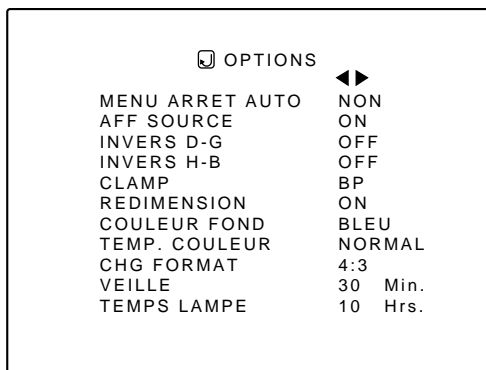 OPTIONS
MENU ARRET AUTO NON
AFF SOURCE ON
INVERS D-G OFF
INVERS H-B OFF
CLAMP BP
REDIMENSION ON
COULEUR FOND BLEU
TEMP. COULEUR NORMAL
CHG FORMAT 4:3
VEILLE 30 Min.
TEMPS LAMPE 10 Hrs.